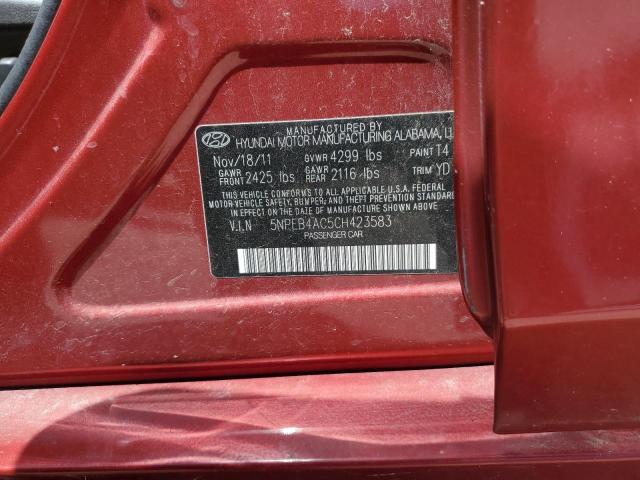 MANUFACTURED BY
HYUNDAI MOTOR MANUFACTURING ALABAMA,
Nov/18/11 GVWR 4299 lbs PAINT T4
GAWR FRONT 2425 lbs GAWR REAR 2116 lbs TRIM YD
THIS VEHICLE CONFORMS TO ALL APPLICABLE U.S.A. FEDERAL
MOTOR-VEHICLE SAFETY, BUMPER, AND THEFT PREVENTION STANDARD
IN EFFECT ON THE DATE OF MANUFACTURE SHOWN ABOVE
V.I.N 5NPEB4AC5CH423583
PASSENGER CAR